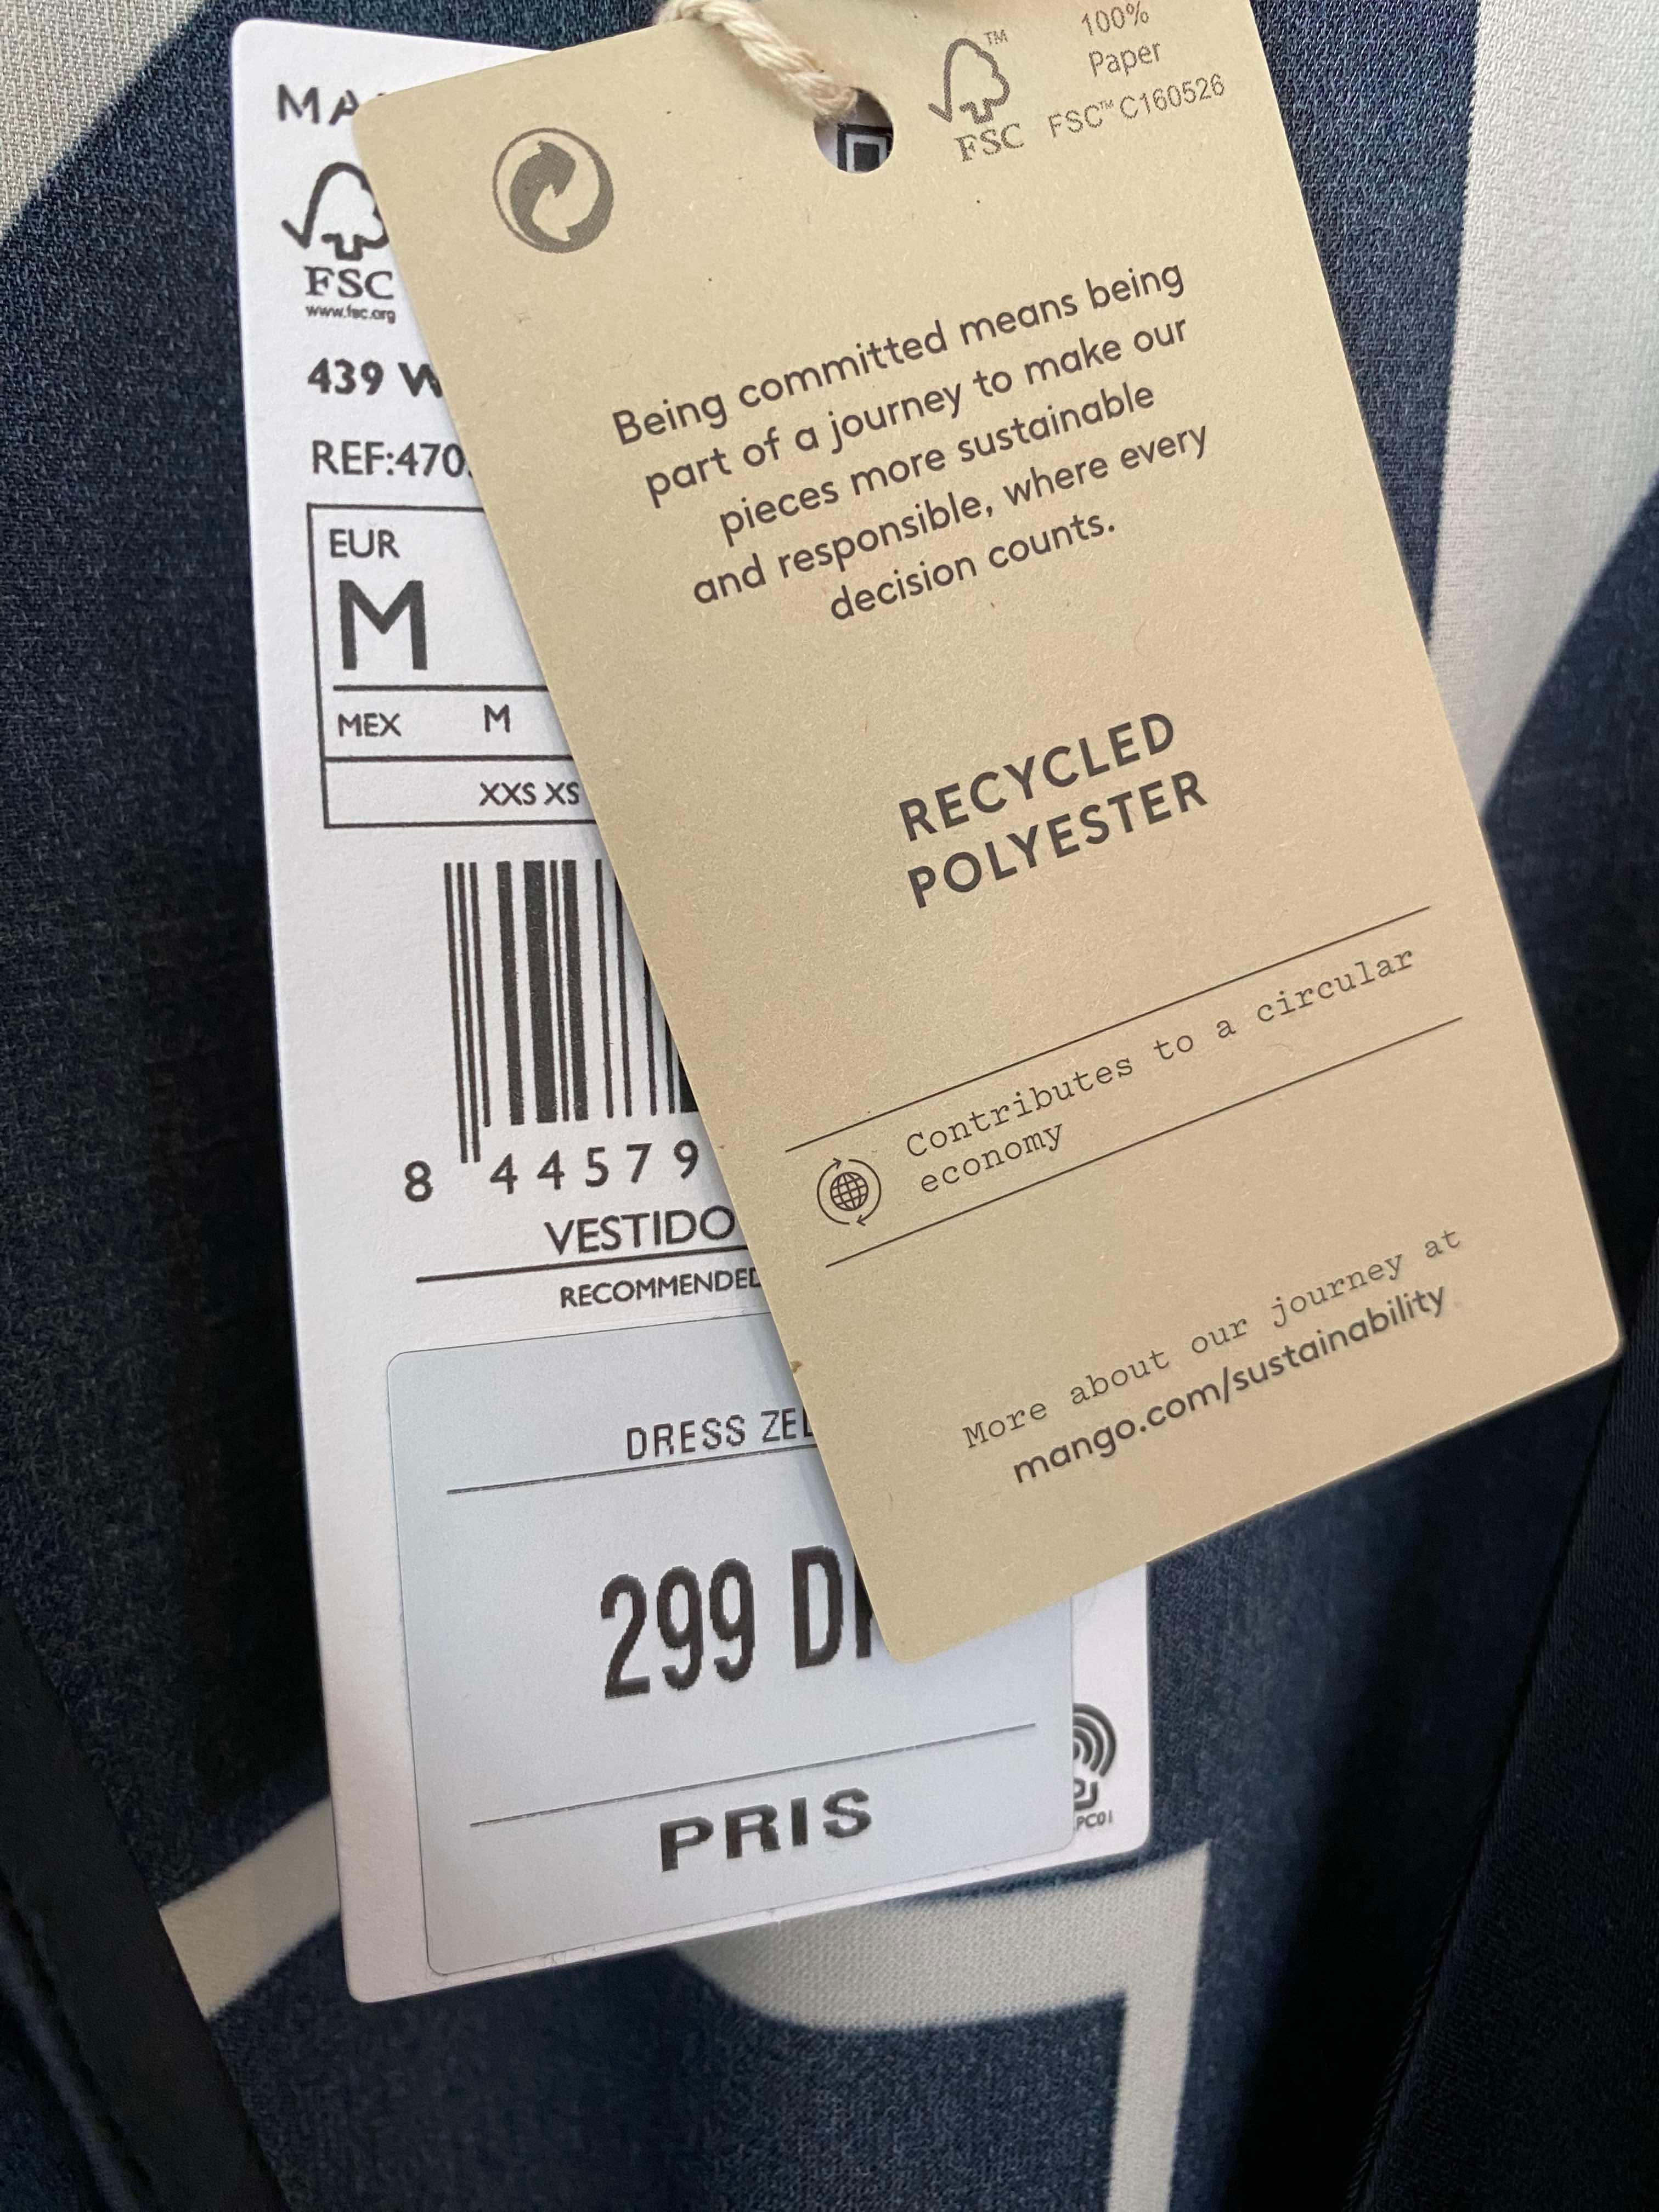 100%
Paper
FSC™ C160526
TM
FSC
Being committed means being
part of a journey to make our
pieces more sustainable
and responsible, where every
decision counts.
RECYCLED
POLYESTER
Contributes to a circular
economy
More about our journey at
mango.com/sustainability
FSC
www.fsc.org
439
EUR
M
MEX M
XXS XS
8 44579
VESTIDO
RECOMMENDED
DRESS
299
PRIS